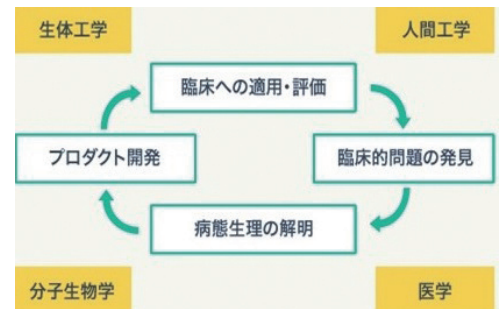 生体工学
人間工学
臨床への適用・評価
プロダクト開発
臨床的問題の発見
病態生理の解明
分子生物学
医学